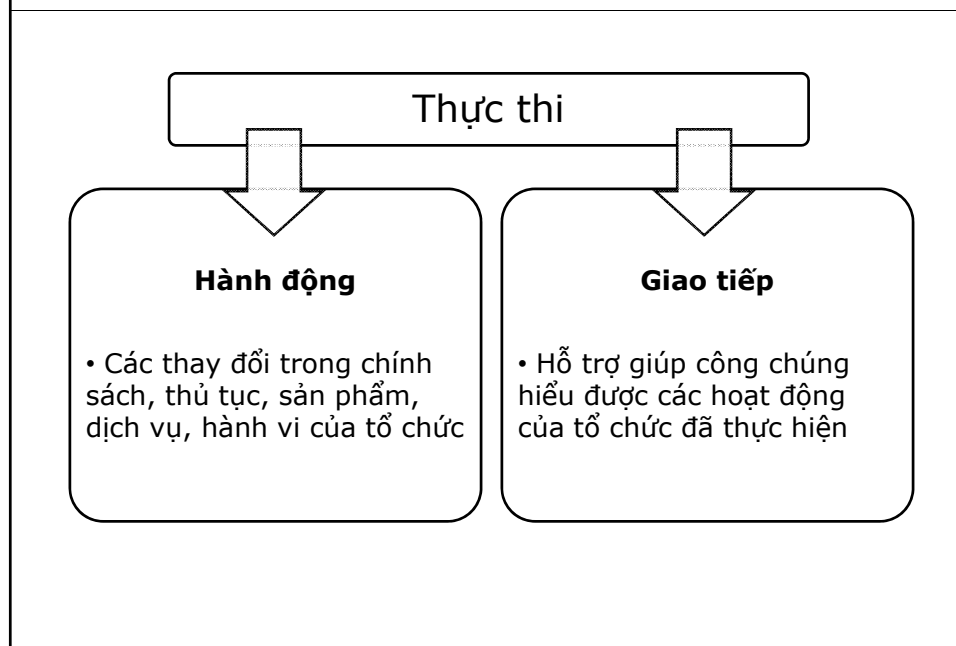 Thực thi
Hành động
• Các thay đổi trong chính
sách, thủ tục, sản phẩm,
dịch vụ, hành vi của tổ chức
Giao tiếp
• Hỗ trợ giúp công chúng
hiểu được các hoạt động
của tổ chức đã thực hiện